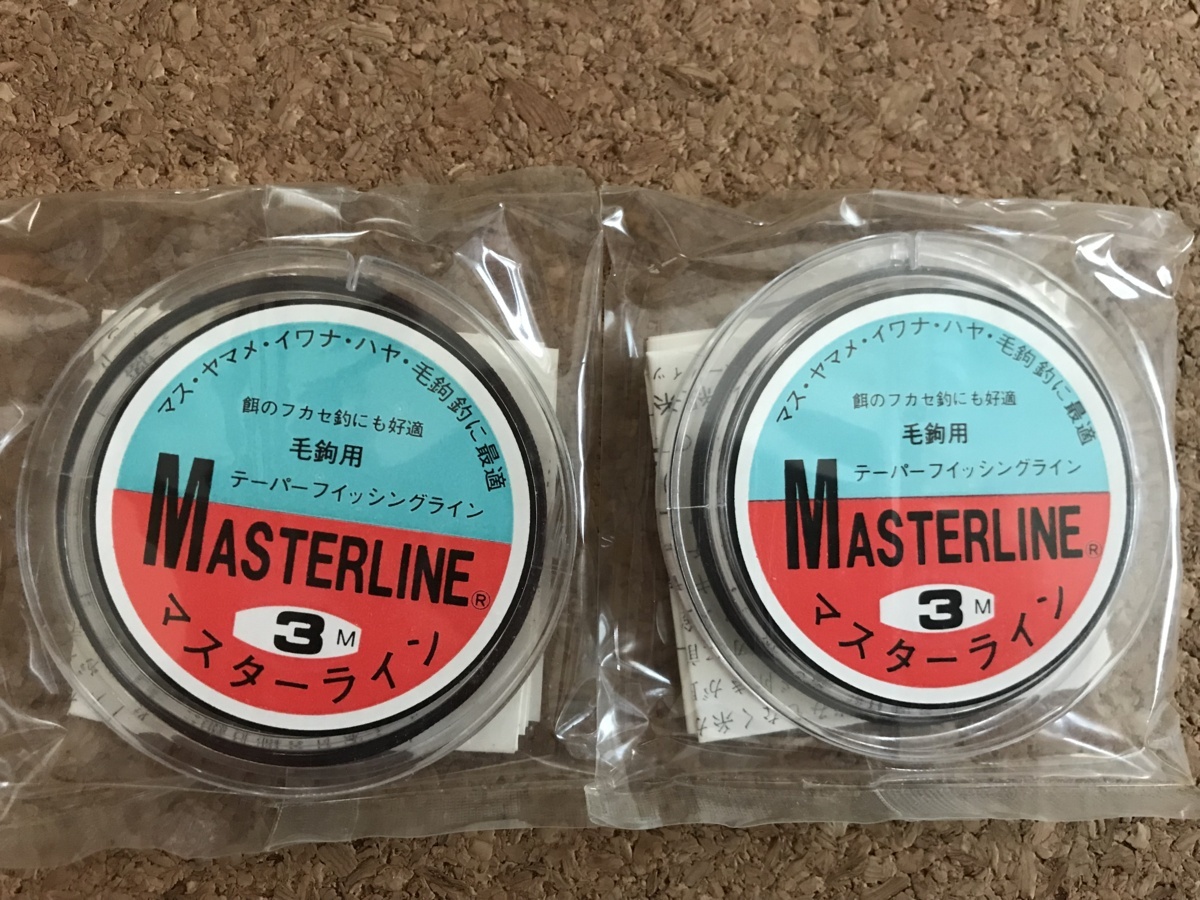 マス・ヤマメ・イワナ・ハヤ・毛鉤釣に最適
餌のフカセ釣にも好適
毛鉤用
テーパーフイッシングライン
MASTERLINE®
3 M
マスターライン
マス・ヤマメ・イワナ・ハヤ・毛鉤釣に最適
餌のフカセ釣にも好適
毛鉤用
テーパーフイッシングライン
MASTERLINE®
3 M
マスターライン